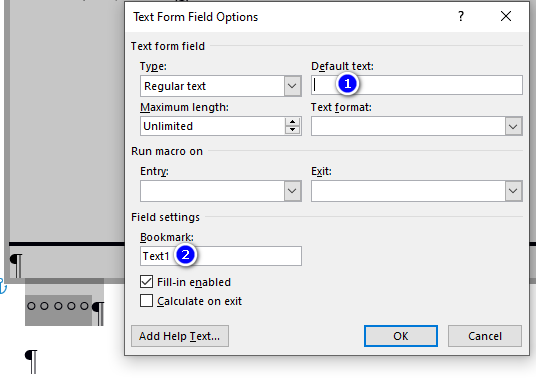 Text Form Field Options ? ×
Text form field
Type: Default text:
Regular text 1
Maximum length: Text format:
Unlimited
Run macro on
Entry: Exit:
Field settings
Bookmark:
Text1 2
Fill-in enabled
Calculate on exit
Add Help Text... OK Cancel
¶
°°°°°¶
¶